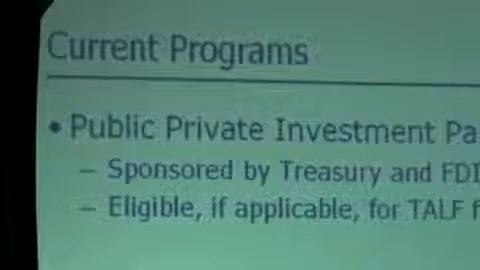 Current Programs
• Public Private Investment Pa
– Sponsored by Treasury and FDI
– Eligible, if applicable, for TALF f